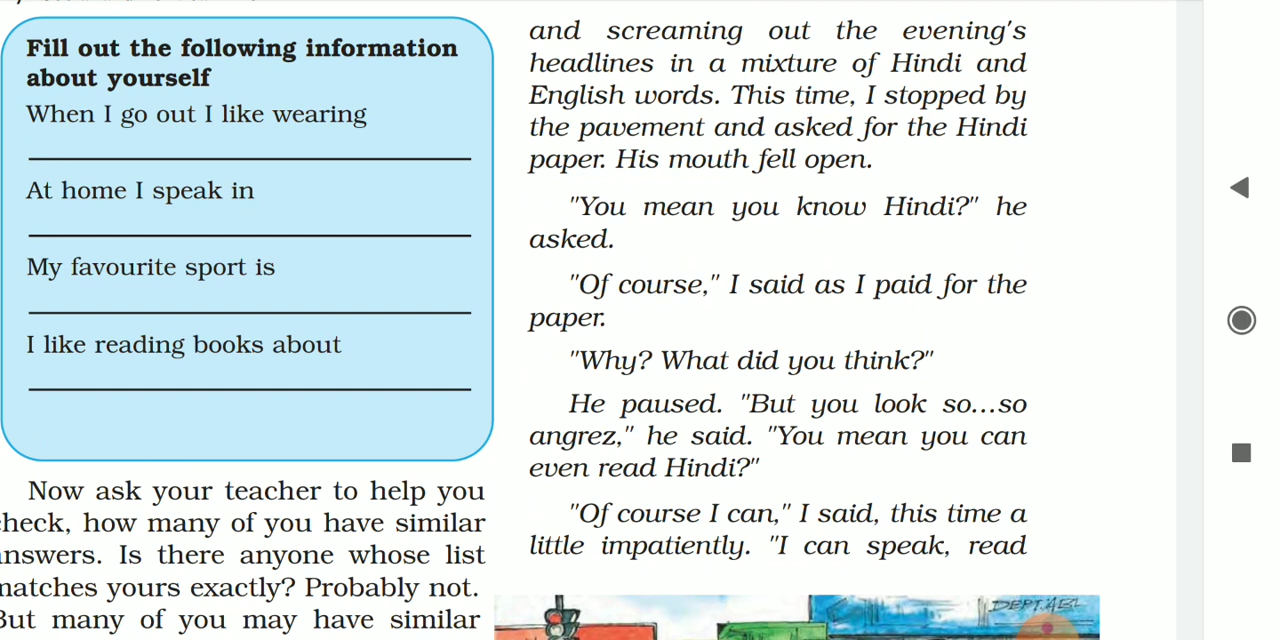 Fill out the following information
about yourself
When I go out I like wearing
At home I speak in
My favourite sport is
I like reading books about
Now ask your teacher to help you
check, how many of you have similar
answers. Is there anyone whose list
matches yours exactly? Probably not.
But many of you may have similar
and screaming out the evening's
headlines in a mixture of Hindi and
English words. This time, I stopped by
the pavement and asked for the Hindi
paper. His mouth fell open.
"You mean you know Hindi?" he
asked.
"Of course," I said as I paid for the
paper.
"Why? What did you think?"
He paused. "But you look so...so
angrez," he said. "You mean you can
even read Hindi?"
"Of course I can," I said, this time a
little impatiently. "I can speak, read